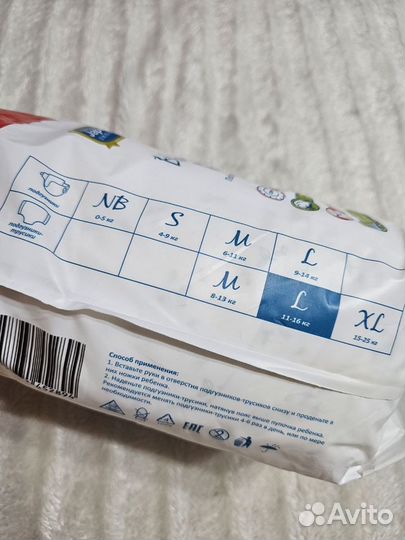 подгузники
NB
0-5 кг
S
4-9 кг
M
6-11 кг
L
9-14 кг
подгузники-
трусики
M
8-13 кг
L
11-16 кг
XL
15-25 кг
Способ применения:
1. Вставьте руки в отверстия подгузников-трусиков снизу и проденьте в
них ножки ребенка.
2. Наденьте подгузники-трусики, натянув пояс выше пупочка ребенка.
Рекомендуется менять подгузники-трусики 4-6 раз в день, или по мере
необходимости.
EAC
Avito